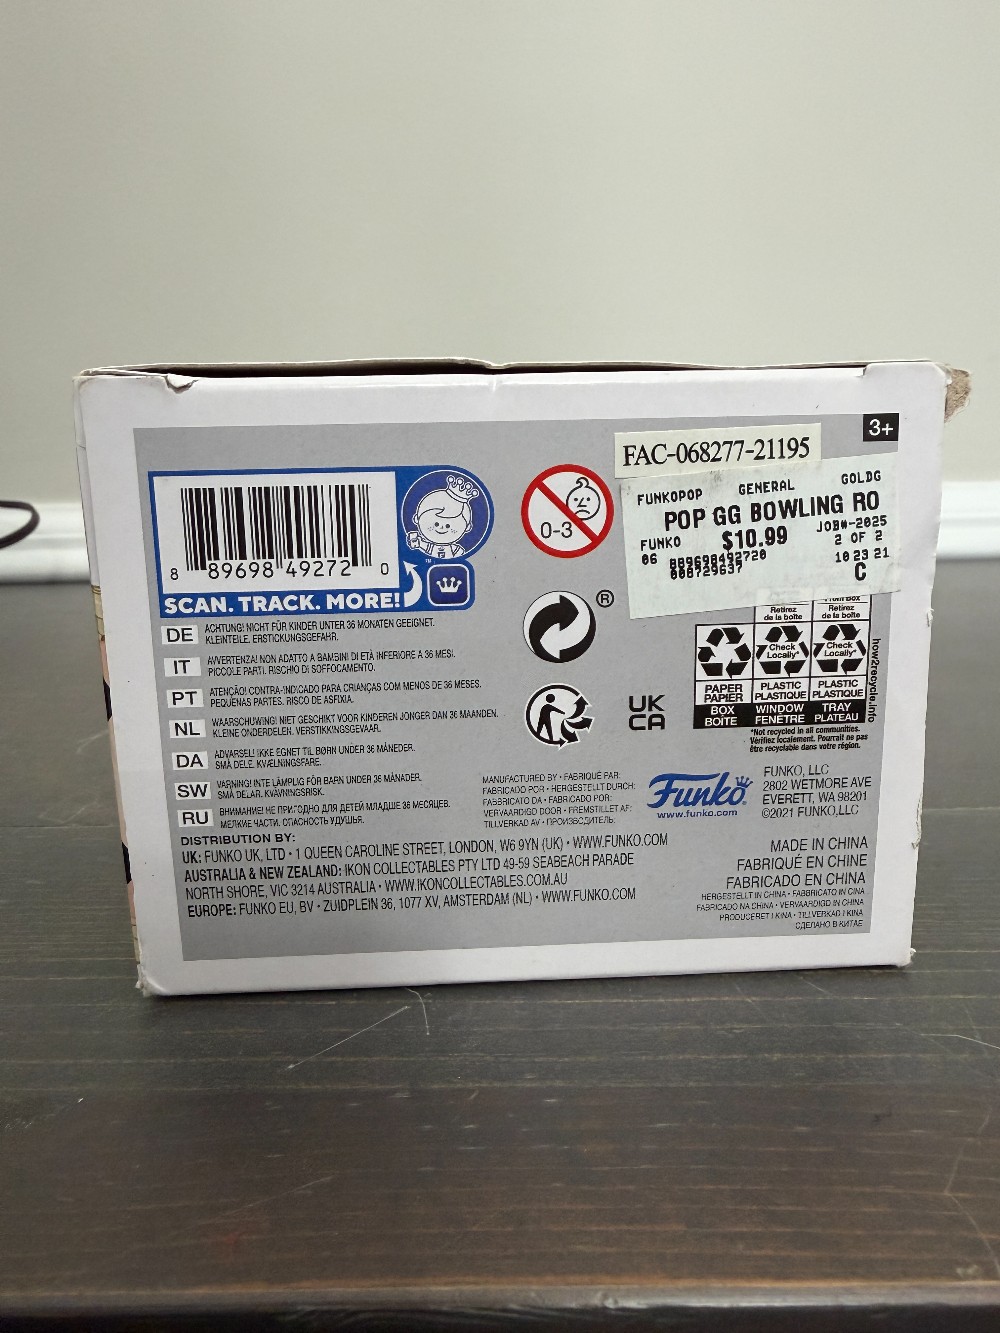 3+
FAC-068277-21195
FUNKOPOP GENERAL GOLDG
POP GG BOWLING RO
FUNKO $10.99 JOB#-2025
2 OF 2
06 889698492720 10 23 21
000729637 C
8 89698 49272 0
SCAN. TRACK. MORE!
™
0-3
®
DE ACHTUNG! NICHT FÜR KINDER UNTER 36 MONATEN GEEIGNET.
KLEINTEILE. ERSTICKUNGSGEFAHR.
IT AVVERTENZA! NON ADATTO A BAMBINI DI ETÀ INFERIORE A 36 MESI.
PICCOLE PARTI. RISCHIO DI SOFFOCAMENTO.
PT ATENÇÃO! CONTRA-INDICADO PARA CRIANÇAS COM MENOS DE 36 MESES.
PEQUENAS PARTES. RISCO DE ASFIXIA.
NL WAARSCHUWING! NIET GESCHIKT VOOR KINDEREN JONGER DAN 36 MAANDEN.
KLEINE ONDERDELEN. VERSTIKKINGSGEVAAR.
DA ADVARSEL! IKKE EGNET TIL BØRN UNDER 36 MÅNEDER.
SMÅ DELE. KVÆLNINGSFARE.
SW VARNING! INTE LÄMPLIG FÖR BARN UNDER 36 MÅNADER.
SMÅ DELAR. KVÄVNINGSRISK.
RU ВНИМАНИЕ! НЕ ПРИГОДНО ДЛЯ ДЕТЕЙ МЛАДШЕ 36 МЕСЯЦЕВ.
МЕЛКИЕ ЧАСТИ. ОПАСНОСТЬ УДУШЬЯ.
UK
CA
Retirez
de la boîte
Retirez
de la boîte
Check
Locally*
Check
Locally*
PAPER
PAPIER
PLASTIC
PLASTIQUE
PLASTIC
PLASTIQUE
BOX
BOÎTE
WINDOW
FENÊTRE
TRAY
PLATEAU
how2recycle.info
*Not recycled in all communities.
Vérifiez localement. Pourrait ne pas
être recyclable dans votre région.
MANUFACTURED BY • FABRIQUÉ PAR:
FABRICADO POR • HERGESTELLT DURCH:
FABBRICATO DA • FABRICADO POR:
VERVAARDIGD DOOR • FREMSTILLET AF:
TILLVERKAD AV • ПРОИЗВОДИТЕЛЬ:
Funko
www.funko.com
FUNKO, LLC
2802 WETMORE AVE
EVERETT, WA 98201
©2021 FUNKO,LLC
DISTRIBUTION BY:
UK: FUNKO UK, LTD • 1 QUEEN CAROLINE STREET, LONDON, W6 9YN (UK) • WWW.FUNKO.COM
AUSTRALIA & NEW ZEALAND: IKON COLLECTABLES PTY LTD 49-59 SEABEACH PARADE
NORTH SHORE, VIC 3214 AUSTRALIA • WWW.IKONCOLLECTABLES.COM.AU
EUROPE: FUNKO EU, BV • ZUIDPLEIN 36, 1077 XV, AMSTERDAM (NL) • WWW.FUNKO.COM
MADE IN CHINA
FABRIQUÉ EN CHINE
FABRICADO EN CHINA
HERGESTELLT IN CHINA • FABBRICATO IN CINA
FABRICADO NA CHINA • VERVAARDIGD IN CHINA
PRODUCERET I KINA • TILLVERKAD I KINA
СДЕЛАНО В КИТАЕ